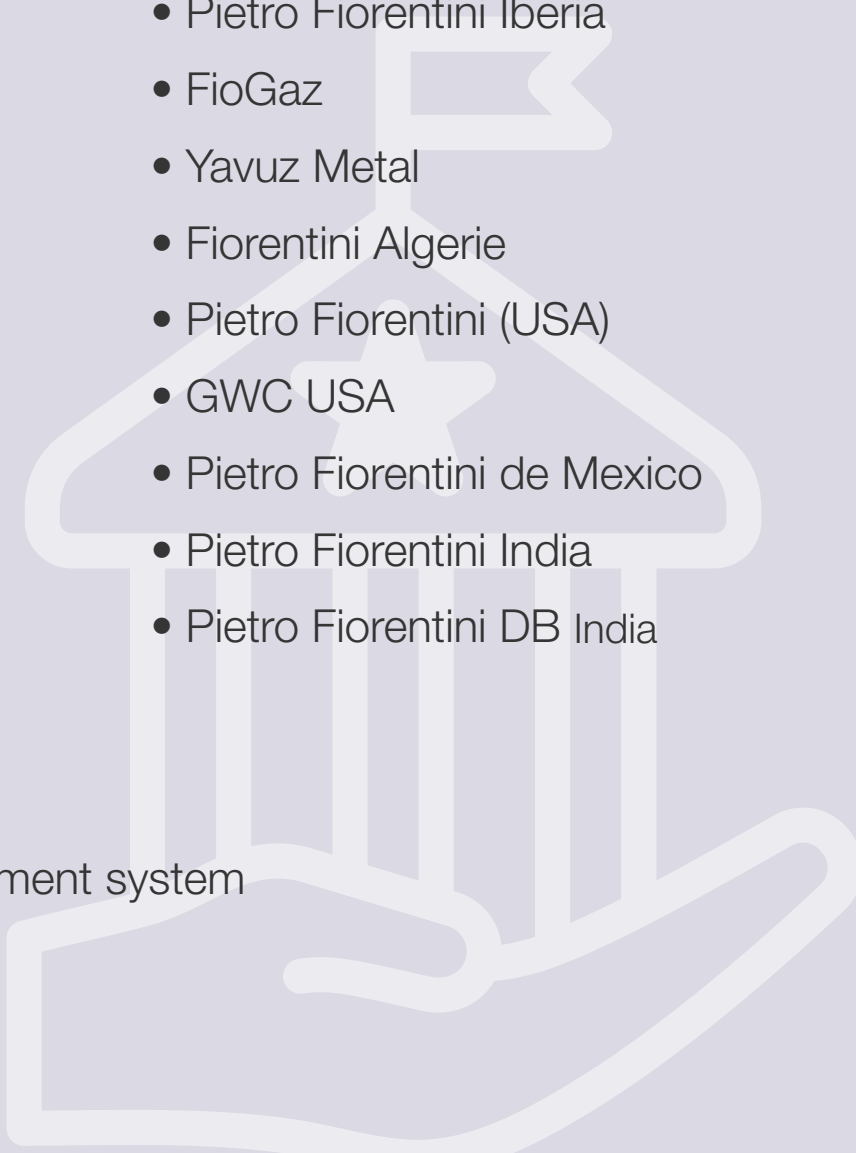 • Pietro Fiorentini Iberia
• FioGaz
• Yavuz Metal
• Fiorentini Algerie
• Pietro Fiorentini (USA)
• GWC USA
• Pietro Fiorentini de Mexico
• Pietro Fiorentini India
• Pietro Fiorentini DB India
ment system